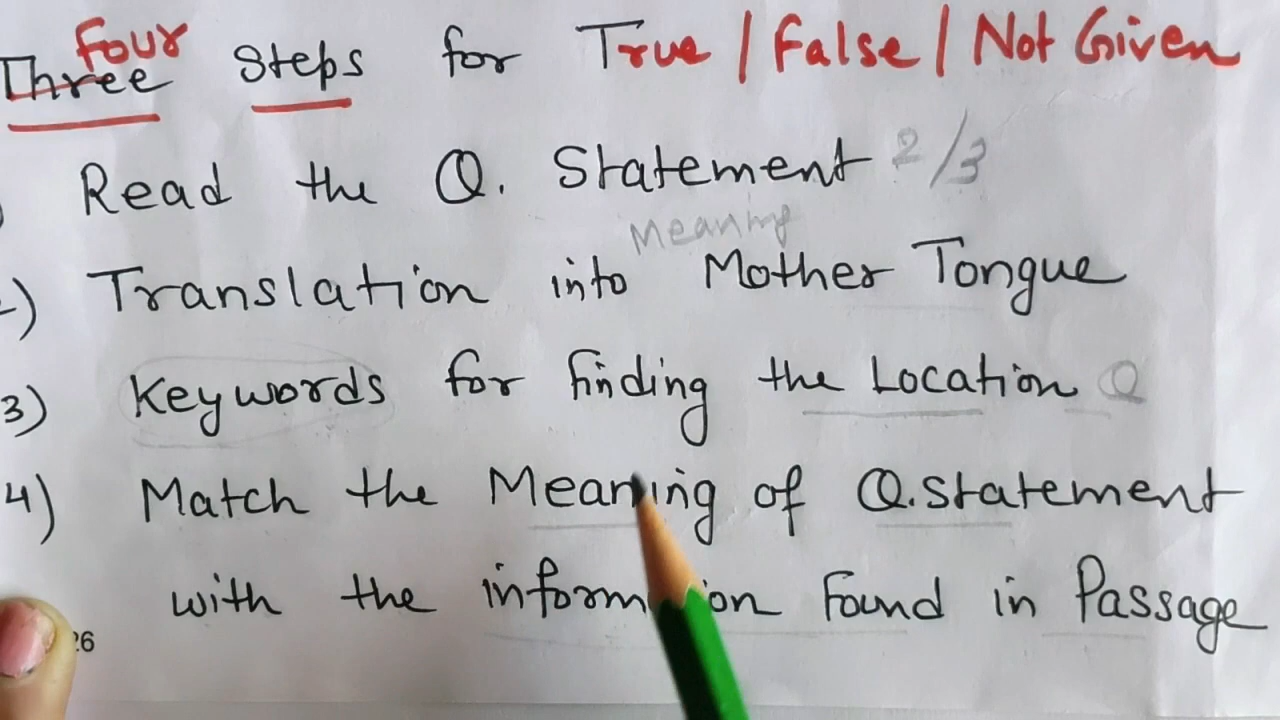 Four
Three Steps for True / False / Not Given
) Read the Q. Statement 2/3
Meaning
) Translation into Mother Tongue
3) Keywords for finding the Location Q
4) Match the Meaning of Q. Statement
with the information Found in Passage
26